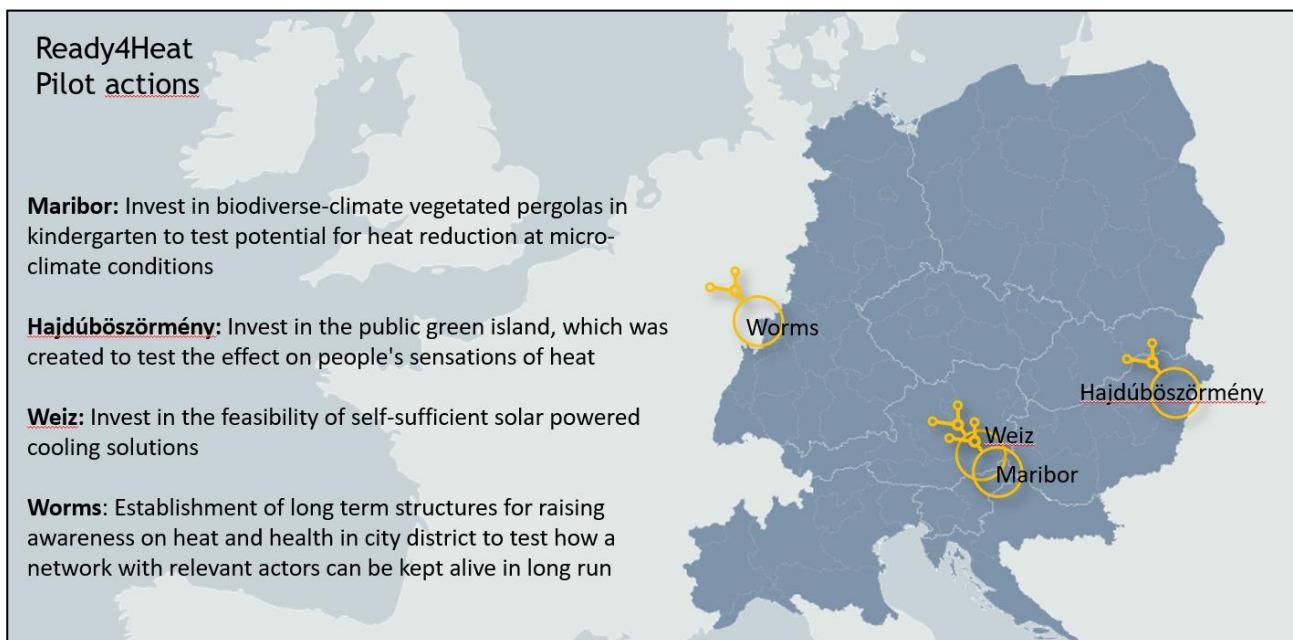 Ready4Heat
Pilot actions
Maribor: Invest in biodiverse-climate vegetated pergolas in
kindergarten to test potential for heat reduction at micro-
climate conditions
Hajdúböszörmény: Invest in the public green island, which was
created to test the effect on people's sensations of heat
Weiz: Invest in the feasibility of self-sufficient solar powered
cooling solutions
Worms: Establishment of long term structures for raising
awareness on heat and health in city district to test how a
network with relevant actors can be kept alive in long run
Worms
Hajdúböszörmény
Weiz
Maribor